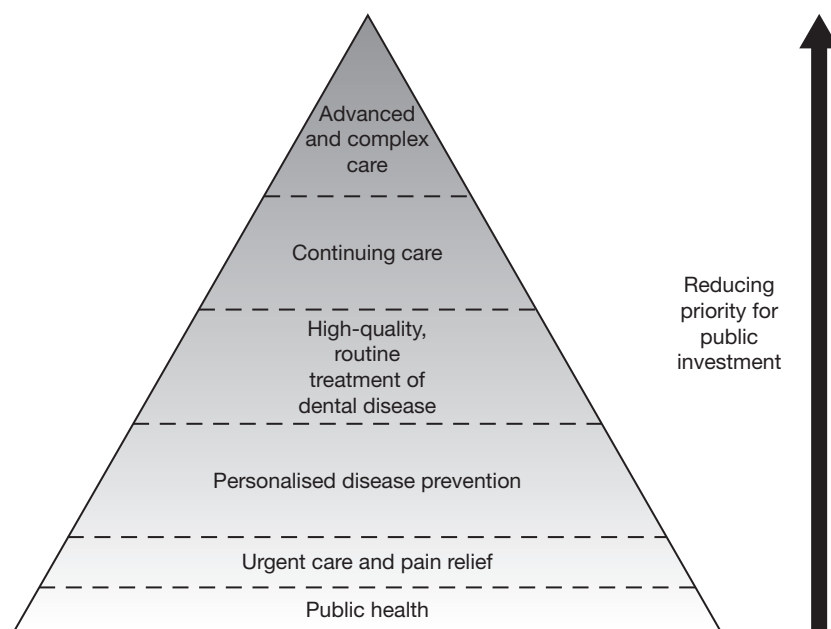 Advanced
and complex
care
Continuing care
High-quality,
routine
treatment of
dental disease
Personalised disease prevention
Urgent care and pain relief
Public health
Reducing
priority for
public
investment